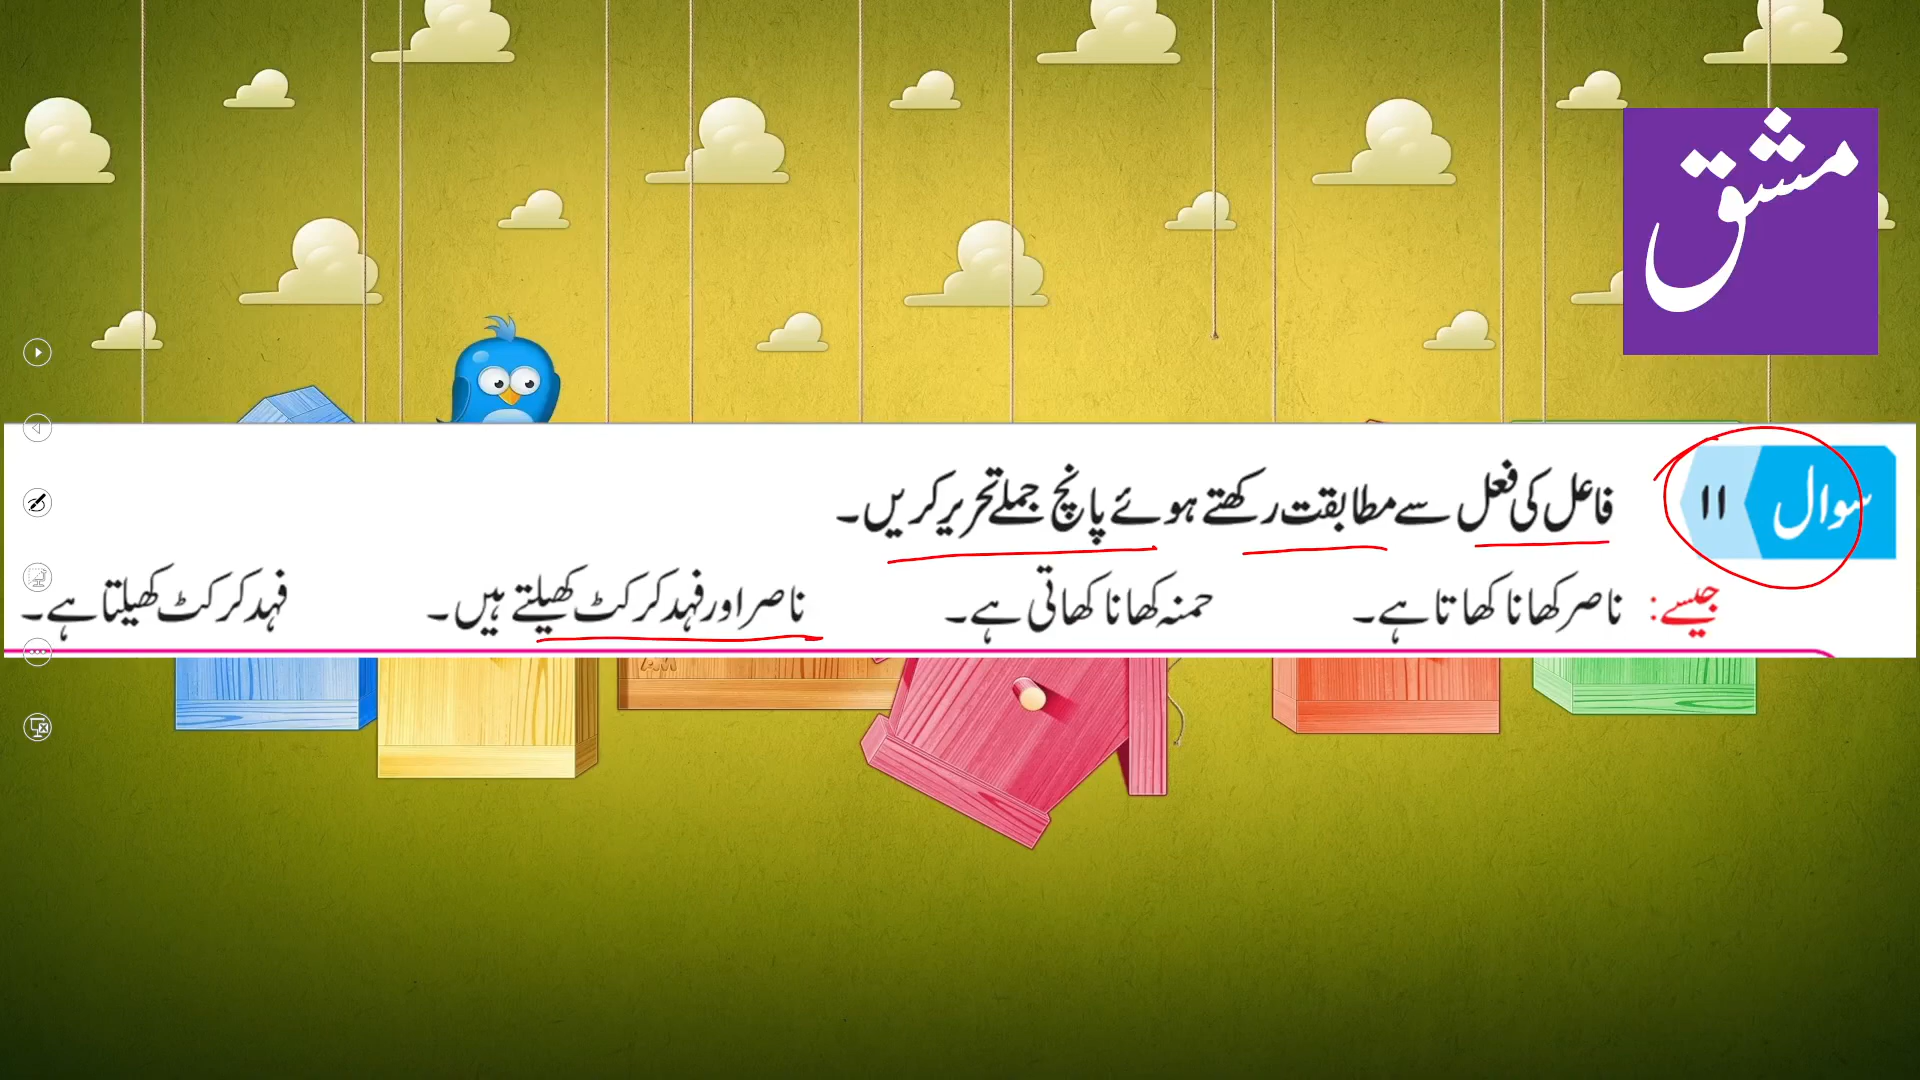 مشق
سوال ۱۱ فاعل کی فعل سے مطابقت رکھتے ہوئے پانچ جملے تحریر کریں۔
جیسے: ناصر کھانا کھاتا ہے۔ حمنہ کھانا کھاتی ہے۔ ناصر اور فہد کرکٹ کھیلتے ہیں۔ فہد کرکٹ کھیلتا ہے۔